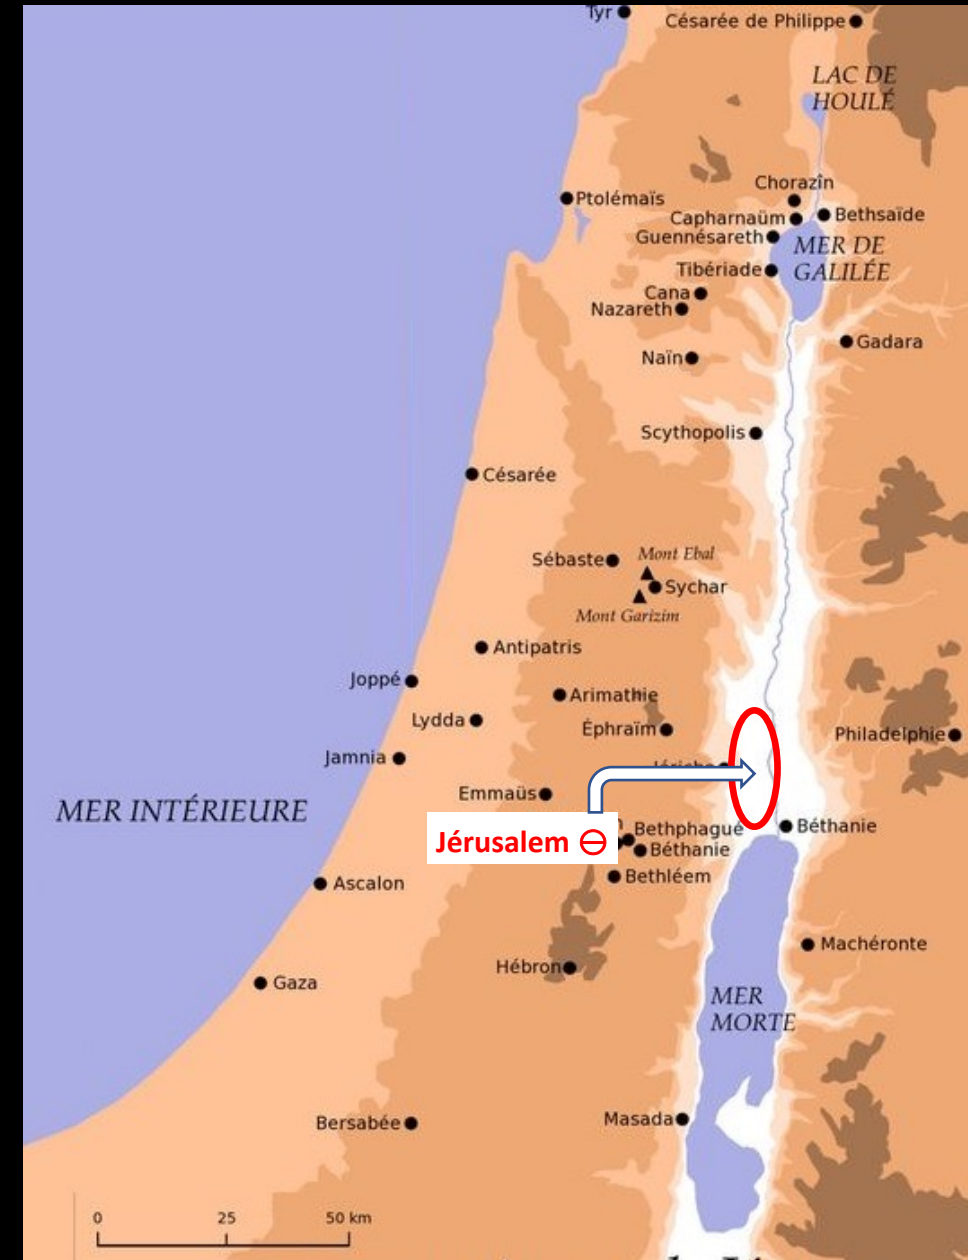 Tyr
Césarée de Philippe
LAC DE
HOULÉ
Chorazîn
Ptolémaïs
Capharnaüm
Bethsaïde
Guennésareth
MER DE
GALILÉE
Tibériade
Cana
Nazareth
Gadara
Naïn
Scythopolis
Césarée
Sébaste
Mont Ebal
Sychar
Mont Garizim
Antipatris
Joppé
Arimathie
Lydda
Éphraïm
Philadelphie
Jamnia
Jéricho
Emmaüs
MER INTÉRIEURE
Bethphagué
Béthanie
Jérusalem
Béthanie
Bethléem
Ascalon
Machéronte
Hébron
Gaza
MER
MORTE
Bersabée
Masada
0 25 50 km